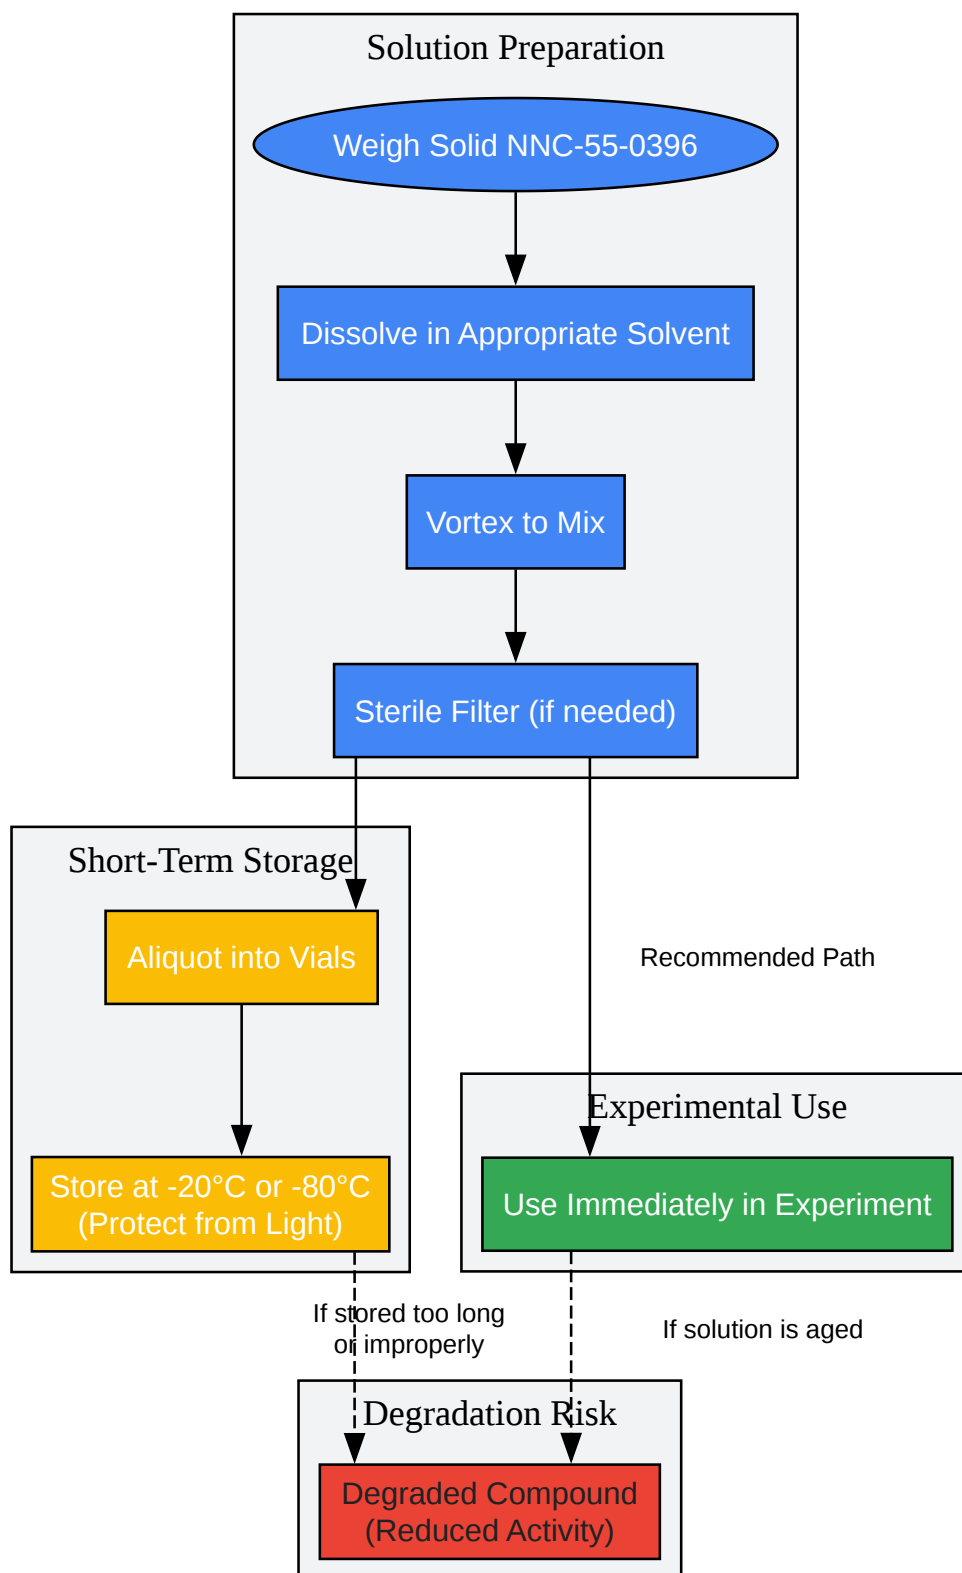 Solution Preparation
Weigh Solid NNC-55-0396
Dissolve in Appropriate Solvent
Vortex to Mix
Sterile Filter (if needed)
Short-Term Storage
Aliquot into Vials
Recommended Path
Experimental Use
Store at -20°C or -80°C
(Protect from Light)
Use Immediately in Experiment
If stored too long
or improperly
If solution is aged
Degradation Risk
Degraded Compound
(Reduced Activity)